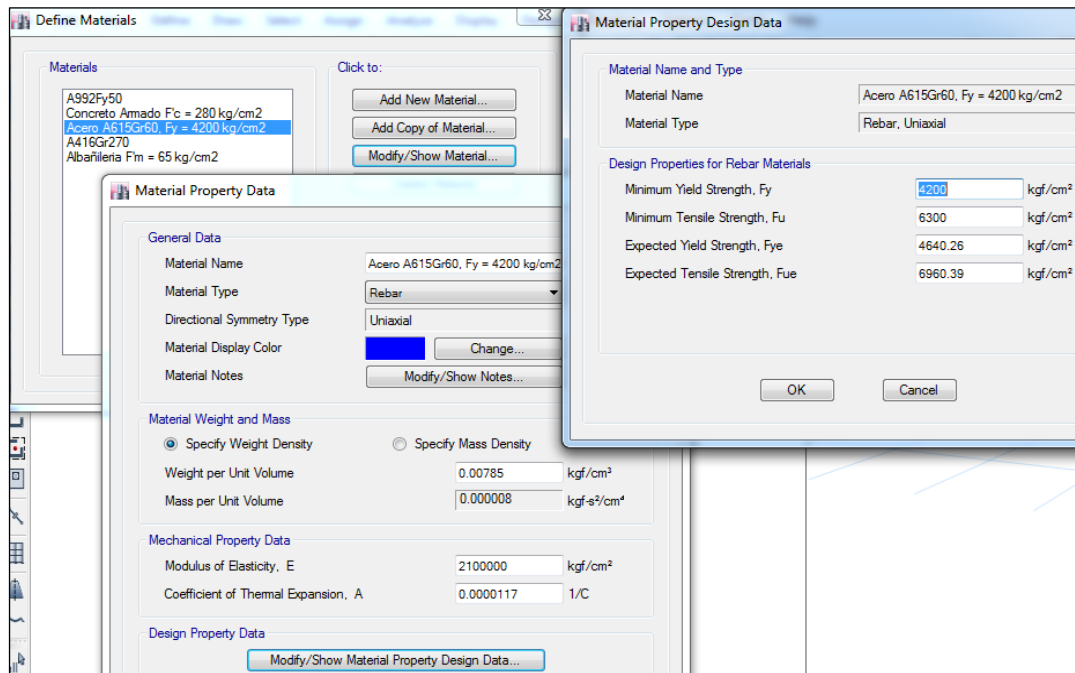 Define Materials
Materials
A992Fy50
Concreto Armado F'c = 280 kg/cm2
Acero A615Gr60, Fy = 4200 kg/cm2
A416Gr270
Albañileria F'm = 65 kg/cm2
Click to:
Add New Material...
Add Copy of Material...
Modify/Show Material...
Material Property Data
General Data
Material Name Acero A615Gr60, Fy = 4200 kg/cm2
Material Type Rebar
Directional Symmetry Type Uniaxial
Material Display Color Change...
Material Notes Modify/Show Notes...
Material Weight and Mass
Specify Weight Density Specify Mass Density
Weight per Unit Volume 0.00785 kgf/cm³
Mass per Unit Volume 0.000008 kgf-s²/cm⁴
Mechanical Property Data
Modulus of Elasticity, E 2100000 kgf/cm²
Coefficient of Thermal Expansion, A 0.0000117 1/C
Design Property Data
Modify/Show Material Property Design Data...
Material Property Design Data
Material Name and Type
Material Name Acero A615Gr60, Fy = 4200 kg/cm2
Material Type Rebar, Uniaxial
Design Properties for Rebar Materials
Minimum Yield Strength, Fy 4200 kgf/cm²
Minimum Tensile Strength, Fu 6300 kgf/cm²
Expected Yield Strength, Fye 4640.26 kgf/cm²
Expected Tensile Strength, Fue 6960.39 kgf/cm²
OK Cancel